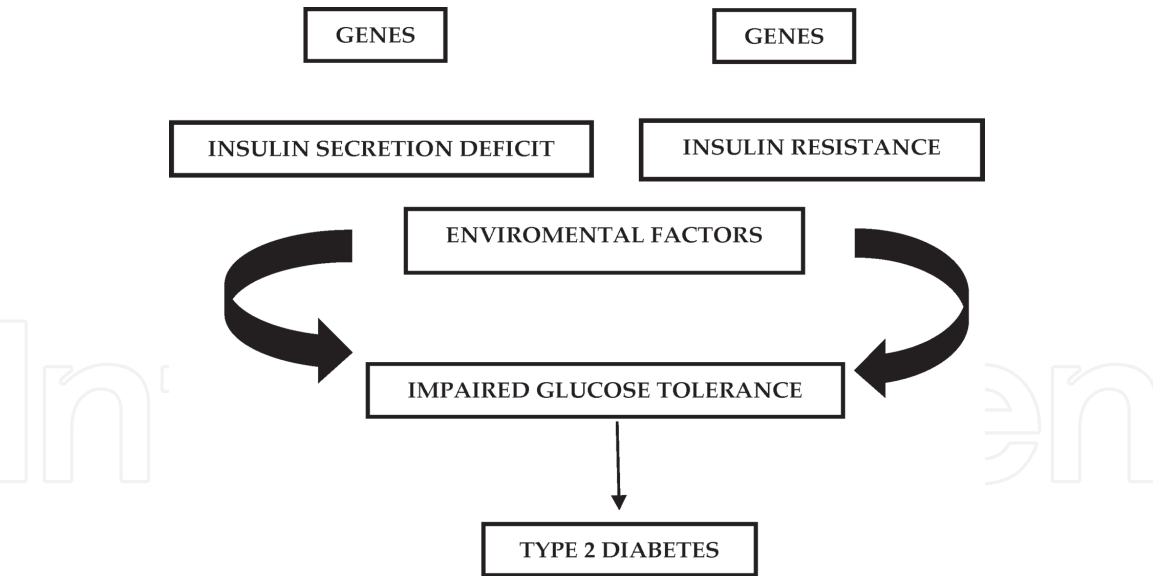 GENES
GENES
INSULIN SECRETION DEFICIT
INSULIN RESISTANCE
ENVIROMENTAL FACTORS
IMPAIRED GLUCOSE TOLERANCE
TYPE 2 DIABETES